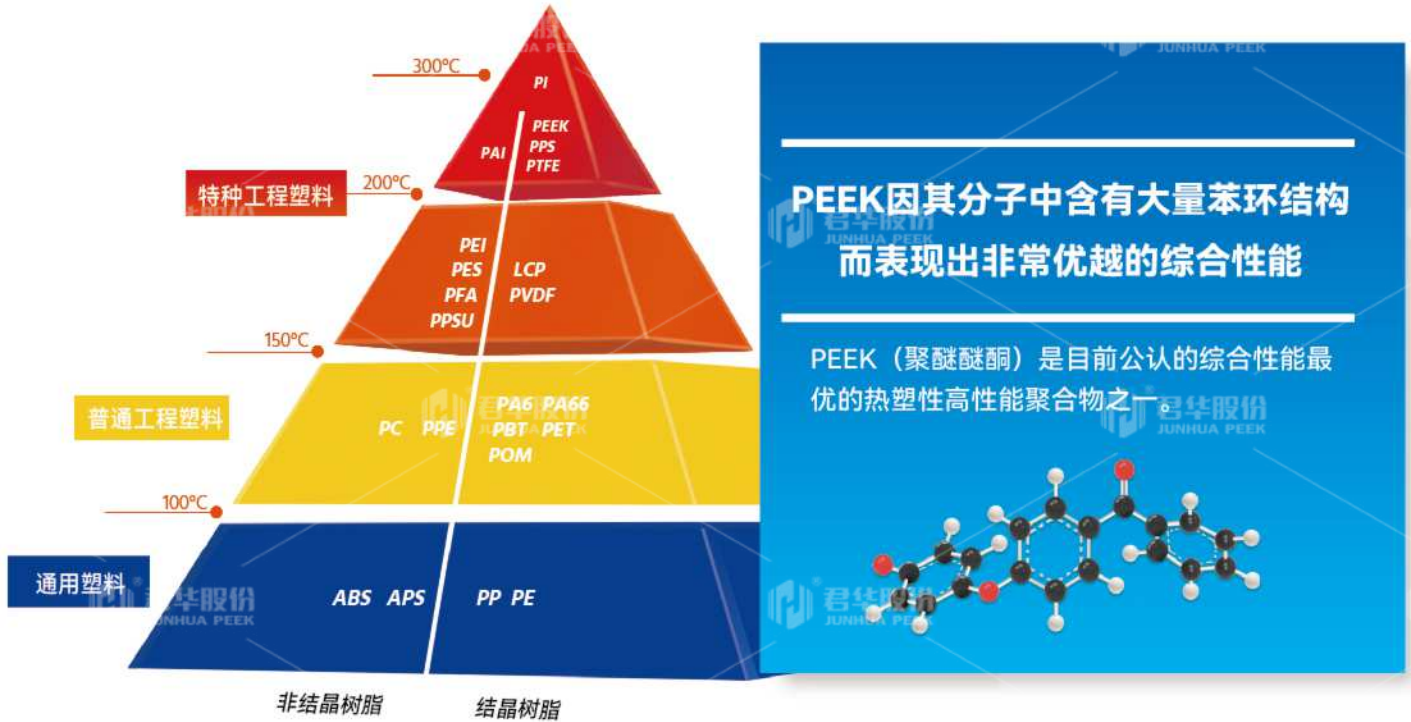 300℃
PI
PEEK
PAI
PPS
PTFE
200℃
特种工程塑料
PEI
PES
LCP
PFA
PVDF
PPSU
150℃
普通工程塑料
PA6 PA66
PC PPE
PBT PET
POM
100℃
通用塑料
ABS APS
PP PE
非结晶树脂
结晶树脂
PEEK因其分子中含有大量苯环结构
而表现出非常优越的综合性能
PEEK（聚醚醚酮）是目前公认的综合性能最
优的热塑性高性能聚合物之一。
君华股份
JUNHUA PEEK